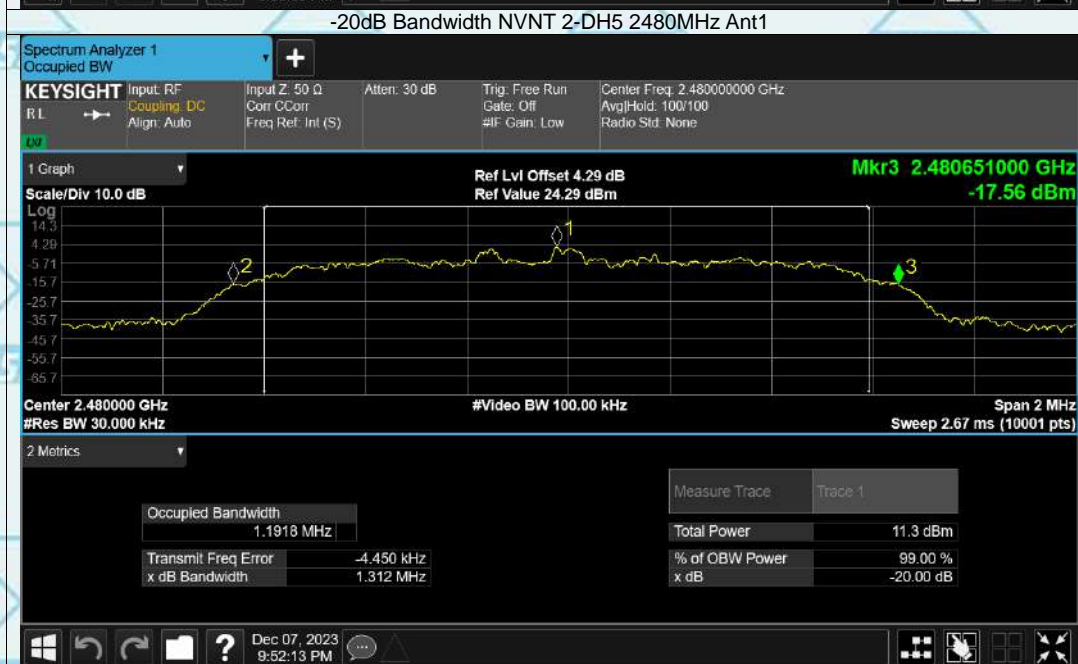 -20dB Bandwidth NVNT 2-DH5 2480MHz Ant1
Spectrum Analyzer 1
Occupied BW
+
KEYSIGHT Input: RF Input Z: 50 Ω Atten: 30 dB Trig: Free Run Center Freq: 2.480000000 GHz
RL Coupling: DC Corr CCorr Gate: Off Avg|Hold: 100/100
Align: Auto Freq Ref: Int (S) #IF Gain: Low Radio Std: None
LXI
1 Graph Ref Lvl Offset 4.29 dB Mkr3 2.480651000 GHz
Scale/Div 10.0 dB Ref Value 24.29 dBm -17.56 dBm
Log
14.3
4.29
-5.71
-15.7
-25.7
-35.7
-45.7
-55.7
-65.7
1
2
3
Center 2.480000 GHz #Video BW 100.00 kHz Span 2 MHz
#Res BW 30.000 kHz Sweep 2.67 ms (10001 pts)
2 Metrics
Measure Trace Trace 1
Occupied Bandwidth
1.1918 MHz Total Power 11.3 dBm
Transmit Freq Error -4.450 kHz % of OBW Power 99.00 %
x dB Bandwidth 1.312 MHz x dB -20.00 dB
? Dec 07, 2023
9:52:13 PM